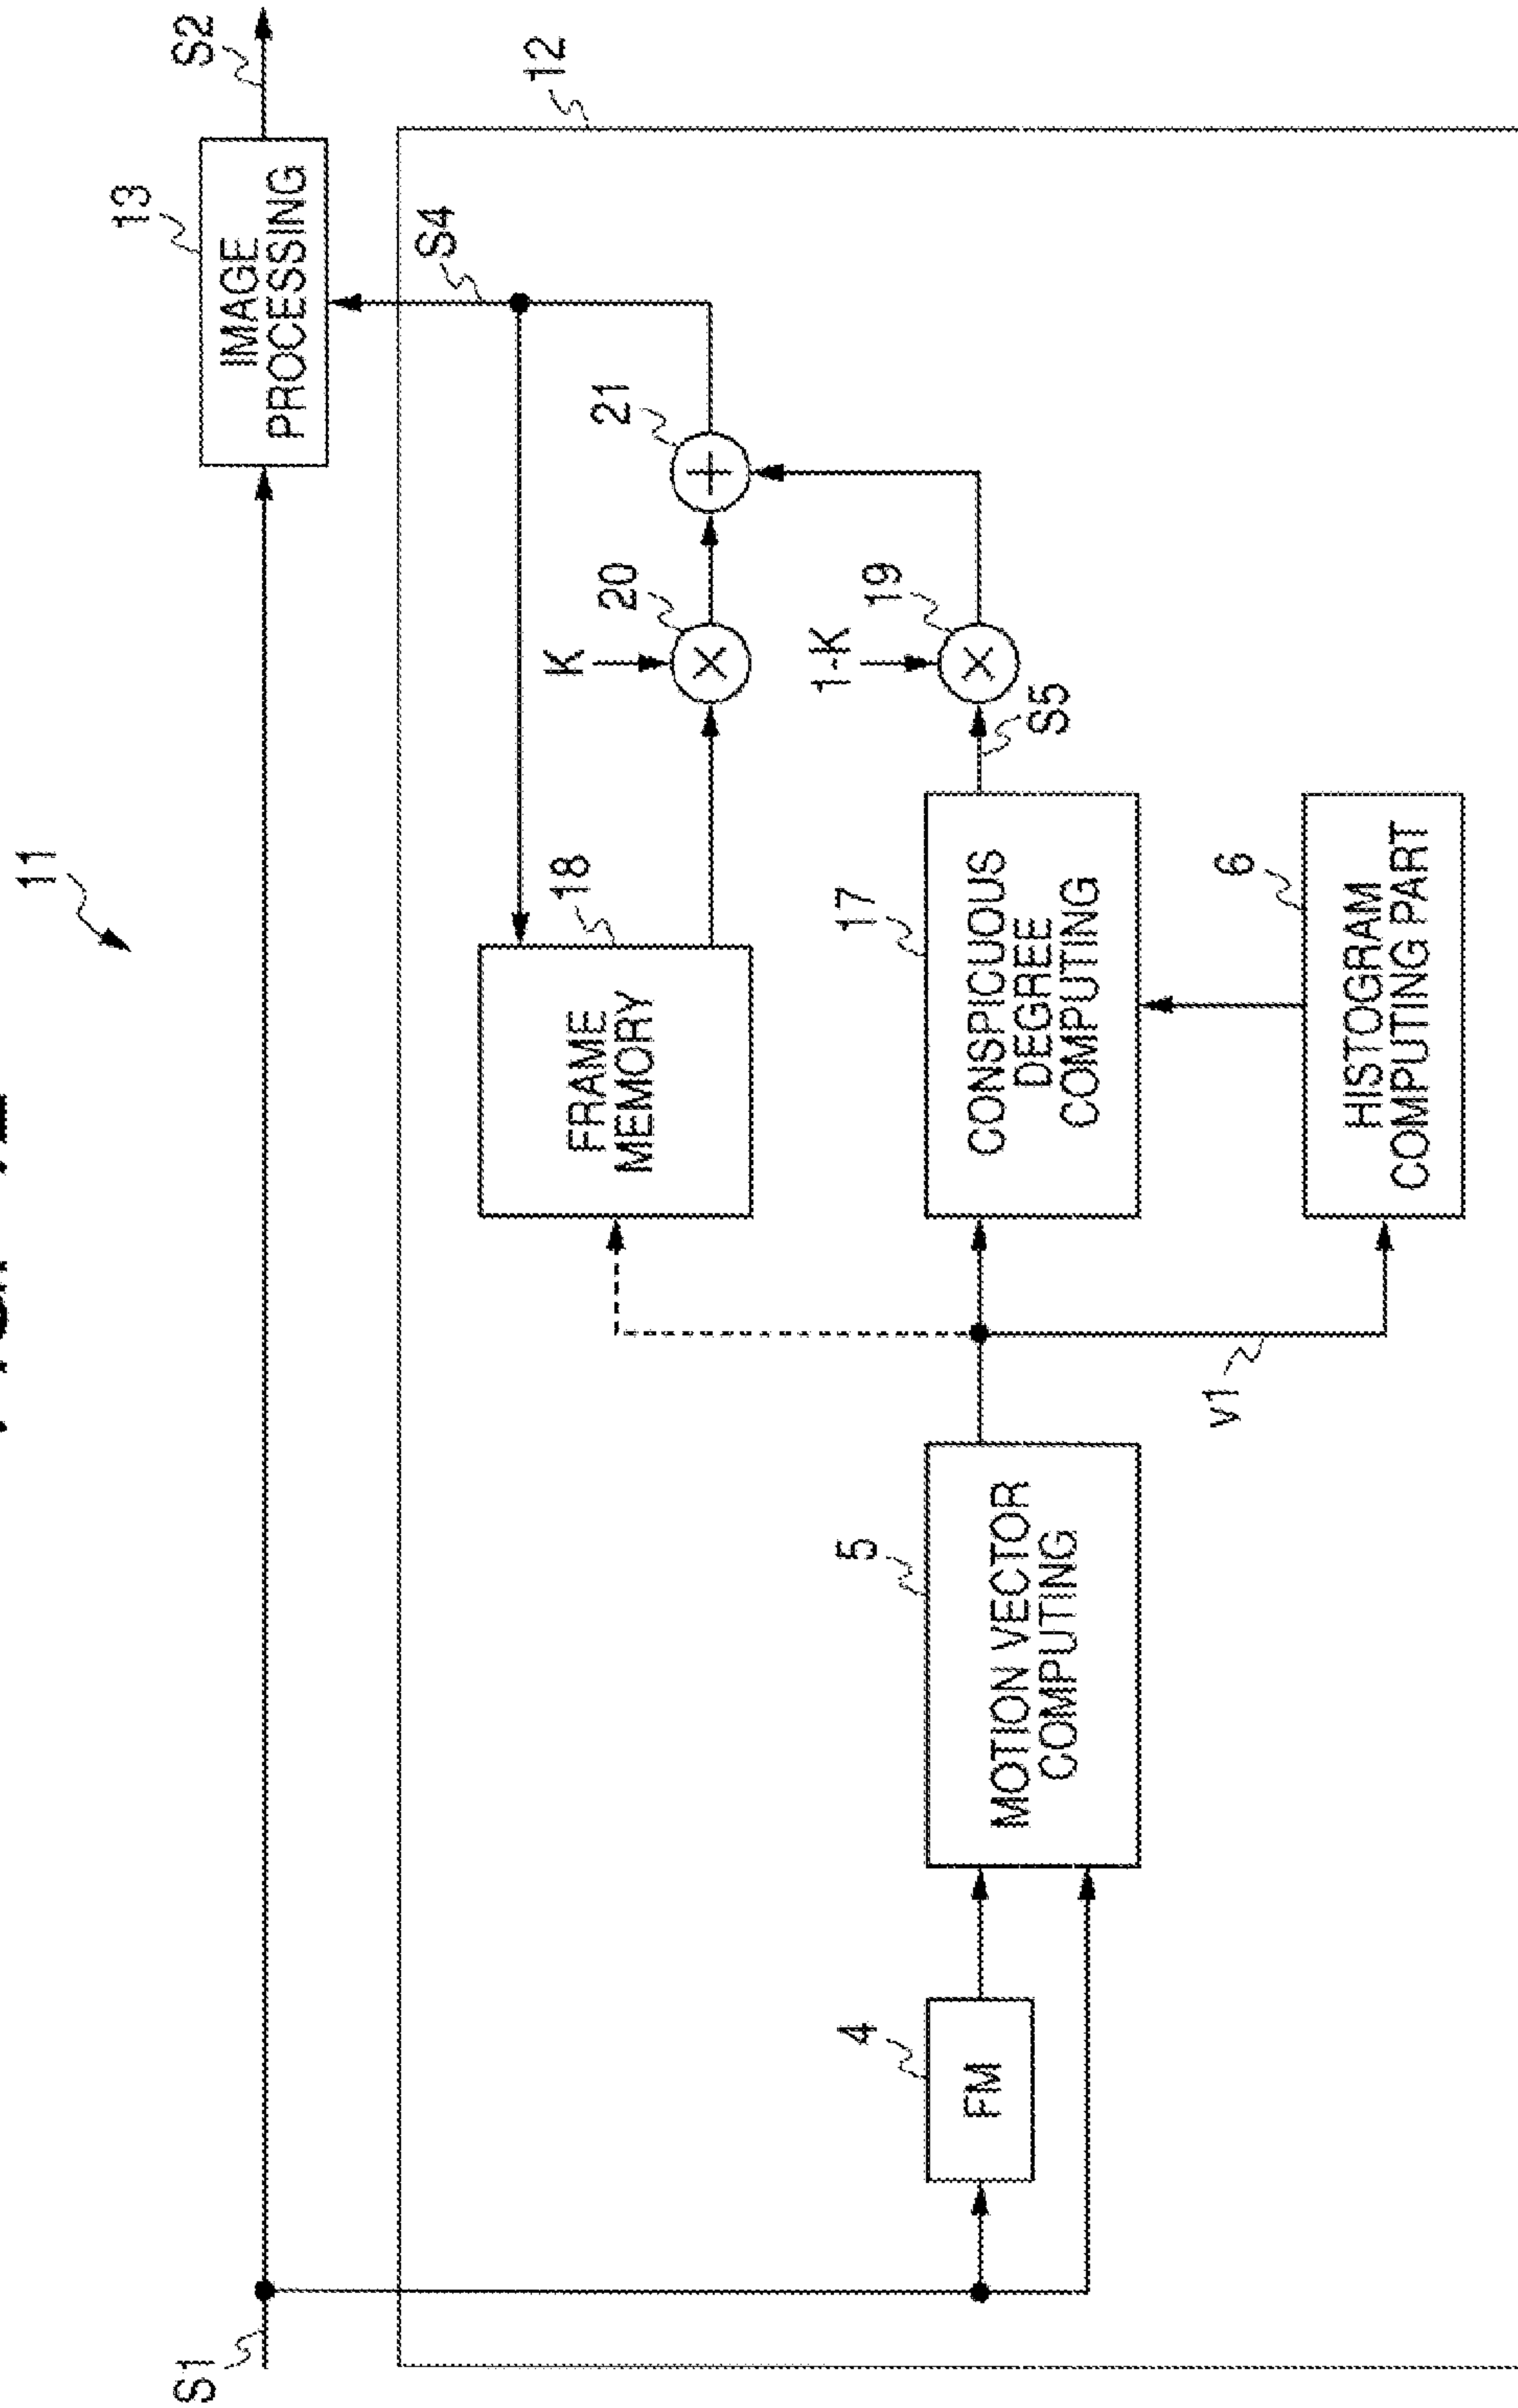 11
S1
S2
13
IMAGE
PROCESSING
12
S4
18
FRAME
MEMORY
K
20
×
21
+
1-K
19
×
S5
17
CONSPICUOUS
DEGREE
COMPUTING
6
HISTOGRAM
COMPUTING PART
v1
5
MOTION VECTOR
COMPUTING
4
FM